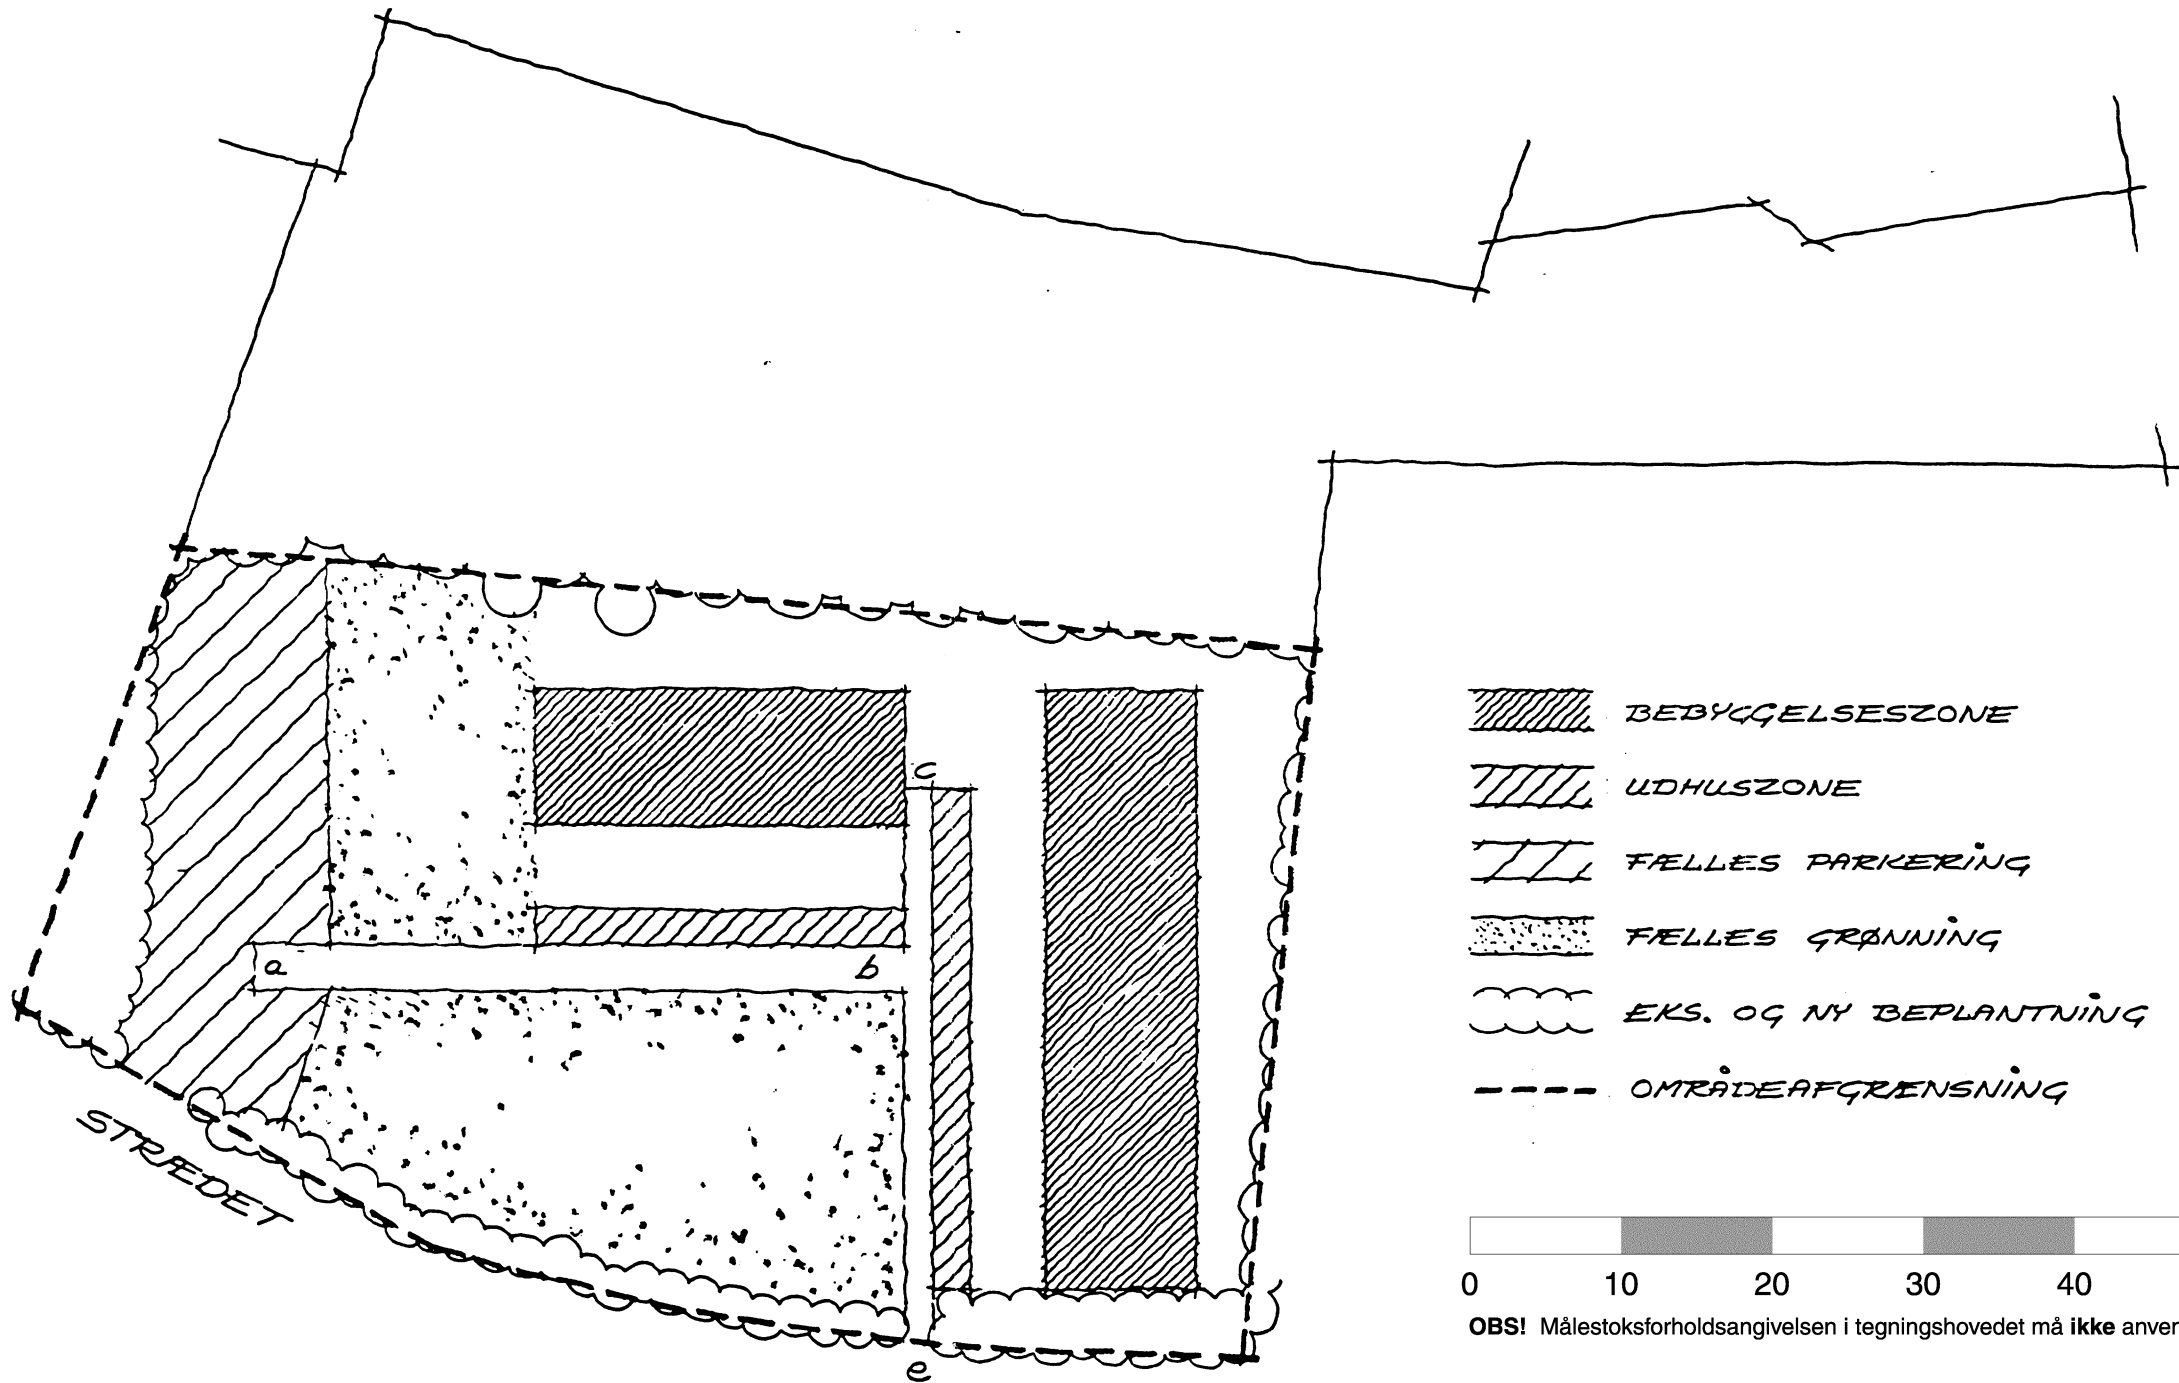 c
a
b
e
STRÆDET
BEBYGGELSESZONE
UDHUSZONE
FÆLLES PARKERING
FÆLLES GRØNNING
EKS. OG NY BEPLANTNING
OMRÅDEAFGRÆNSNING
0 10 20 30 40
OBS! Målestoksforholdsangivelsen i tegningshovedet må ikke